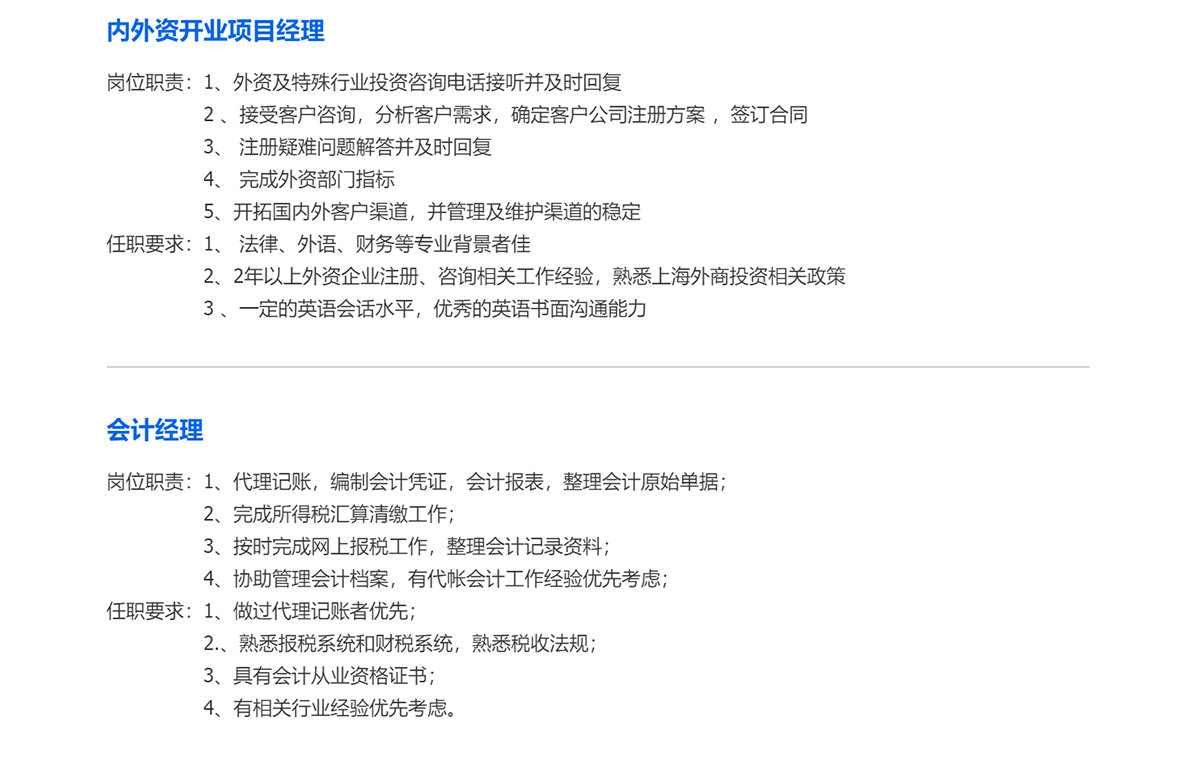 内外资开业项目经理
岗位职责：1、外资及特殊行业投资咨询电话接听并及时回复
2 、接受客户咨询，分析客户需求，确定客户公司注册方案 ，签订合同
3、 注册疑难问题解答并及时回复
4、 完成外资部门指标
5、开拓国内外客户渠道，并管理及维护渠道的稳定
任职要求：1、 法律、外语、财务等专业背景者佳
2、2年以上外资企业注册、咨询相关工作经验，熟悉上海外商投资相关政策
3 、一定的英语会话水平，优秀的英语书面沟通能力
会计经理
岗位职责：1、代理记账，编制会计凭证，会计报表，整理会计原始单据；
2、完成所得税汇算清缴工作；
3、按时完成网上报税工作，整理会计记录资料；
4、协助管理会计档案，有代帐会计工作经验优先考虑；
任职要求：1、做过代理记账者优先；
2.、熟悉报税系统和财税系统，熟悉税收法规；
3、具有会计从业资格证书；
4、有相关行业经验优先考虑。